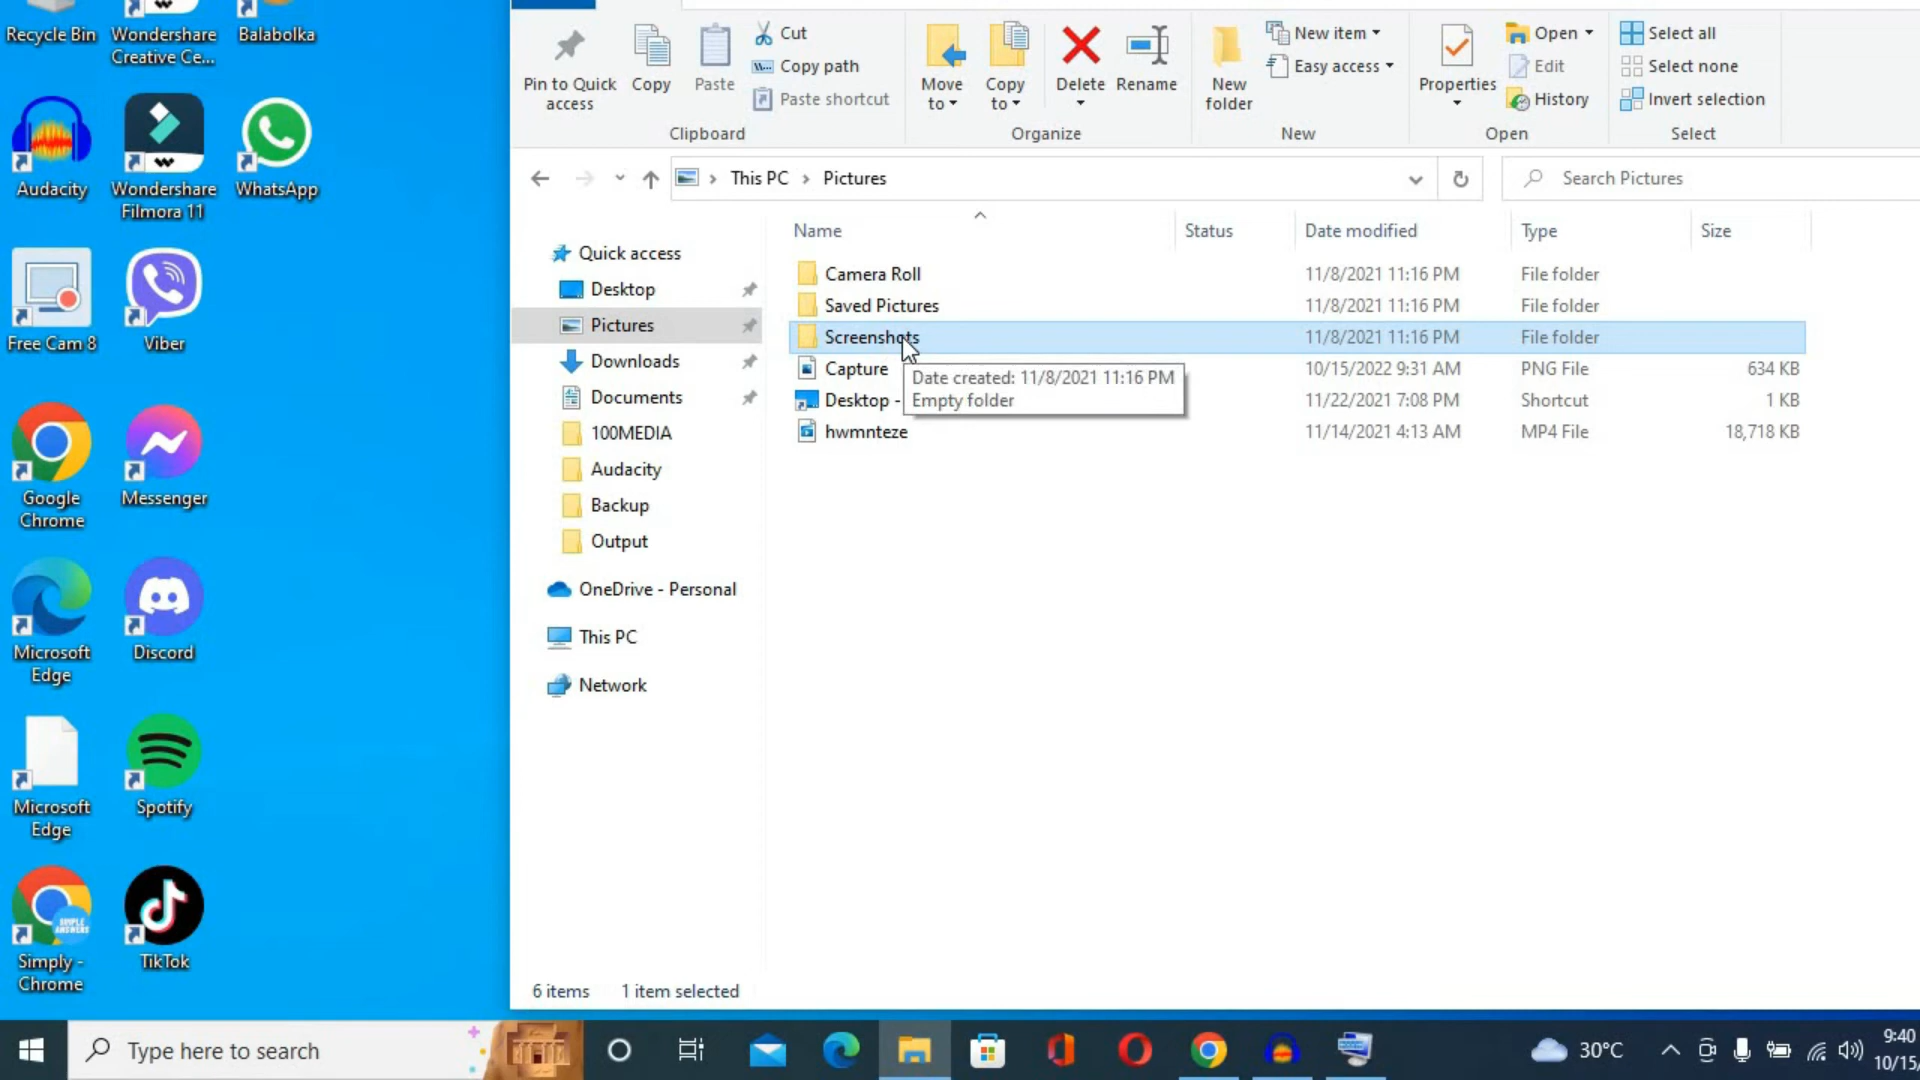 Recycle Bin
Wondershare
Creative Ce...
Balabolka
Audacity
Wondershare
Filmora 11
WhatsApp
Free Cam 8
Viber
Google
Chrome
Messenger
Microsoft
Edge
Discord
Microsoft
Edge
Spotify
SIMPLE
ANSWERS
Simply -
Chrome
TikTok
Pin to Quick
access
Copy
Paste
Cut
Copy path
Paste shortcut
Clipboard
Move
to
Copy
to
Delete
Rename
Organize
New
folder
New item
Easy access
New
Properties
Open
Edit
History
Open
Select all
Select none
Invert selection
Select
This PC > Pictures
Search Pictures
Name Status Date modified Type Size
Quick access
Desktop
Pictures
Downloads
Documents
100MEDIA
Audacity
Backup
Output
OneDrive - Personal
This PC
Network
Camera Roll 11/8/2021 11:16 PM File folder
Saved Pictures 11/8/2021 11:16 PM File folder
Screenshots 11/8/2021 11:16 PM File folder
Capture 10/15/2022 9:31 AM PNG File 634 KB
Desktop - 11/22/2021 7:08 PM Shortcut 1 KB
hwmnteze 11/14/2021 4:13 AM MP4 File 18,718 KB
Date created: 11/8/2021 11:16 PM
Empty folder
6 items 1 item selected
Type here to search
30°C
9:40
10/15/